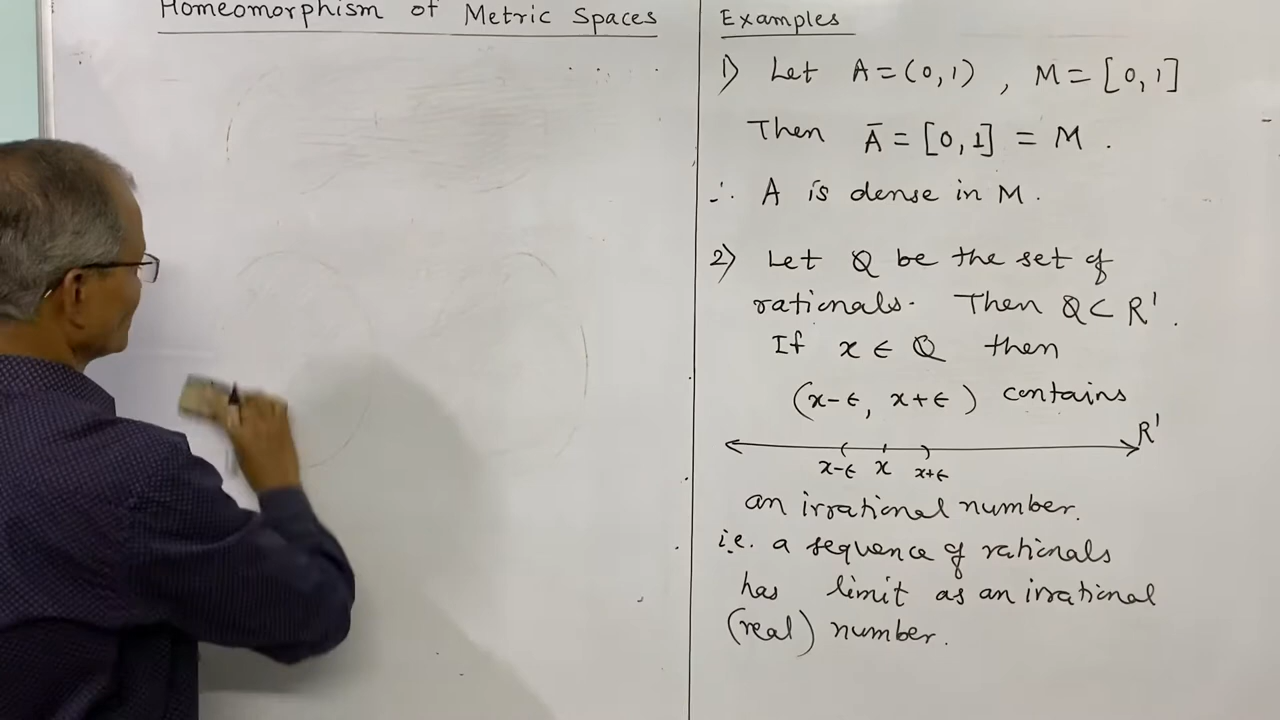 Homeomorphism of Metric Spaces
Examples
1) Let A = (0,1) , M = [0,1]
Then Ā = [0,1] = M .
∴ A is dense in M .
2) Let Q be the set of
rationals. Then Q ⊂ R' .
If x ∈ Q then
(x-ϵ, x+ϵ) contains
R'
x-ϵ x x+ϵ
an irrational number.
i.e. a sequence of rationals
has limit as an irrational
(real) number.